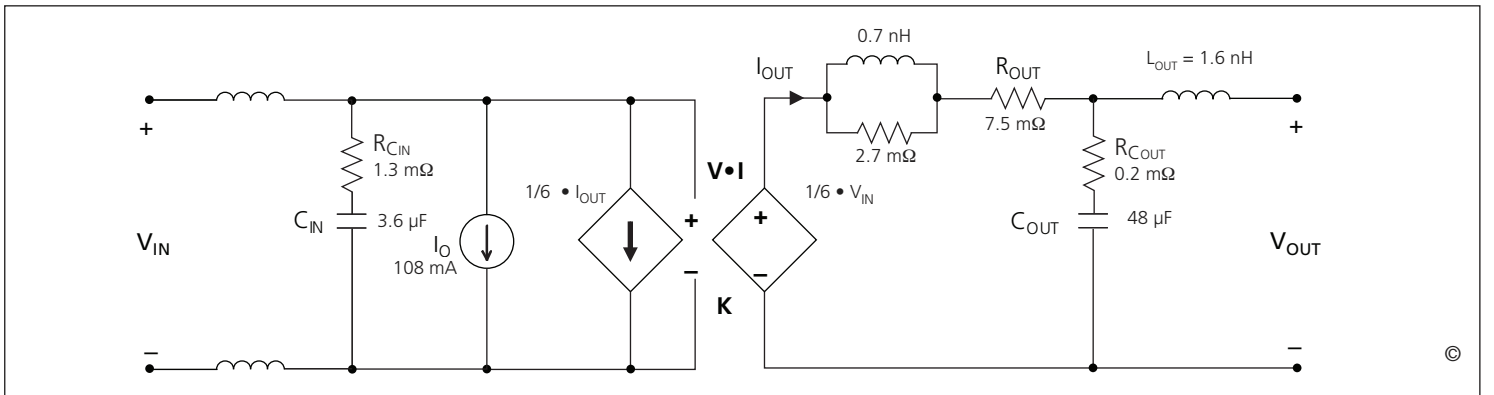 0.7 nH
I_OUT
R_OUT
L_OUT = 1.6 nH
+
7.5 mΩ
+
R_CIN
1.3 mΩ
2.7 mΩ
R_COUT
0.2 mΩ
V•I
1/6 • I_OUT
1/6 • V_IN
C_IN
3.6 µF
+
+
C_OUT
48 µF
V_IN
I_O
108 mA
V_OUT
–
–
K
–
–
©